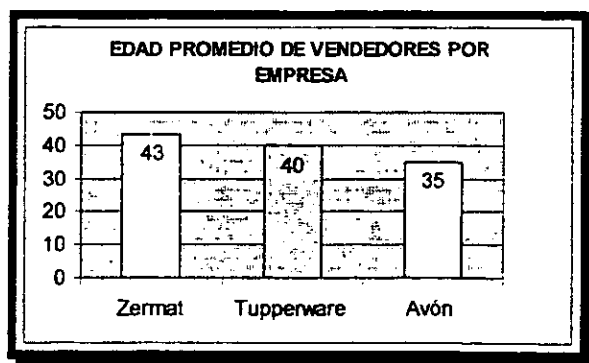 EDAD PROMEDIO DE VENDEDORES POR
EMPRESA
50
40
30
20
10
0
43
40
35
Zermat
Tupperware
Avón